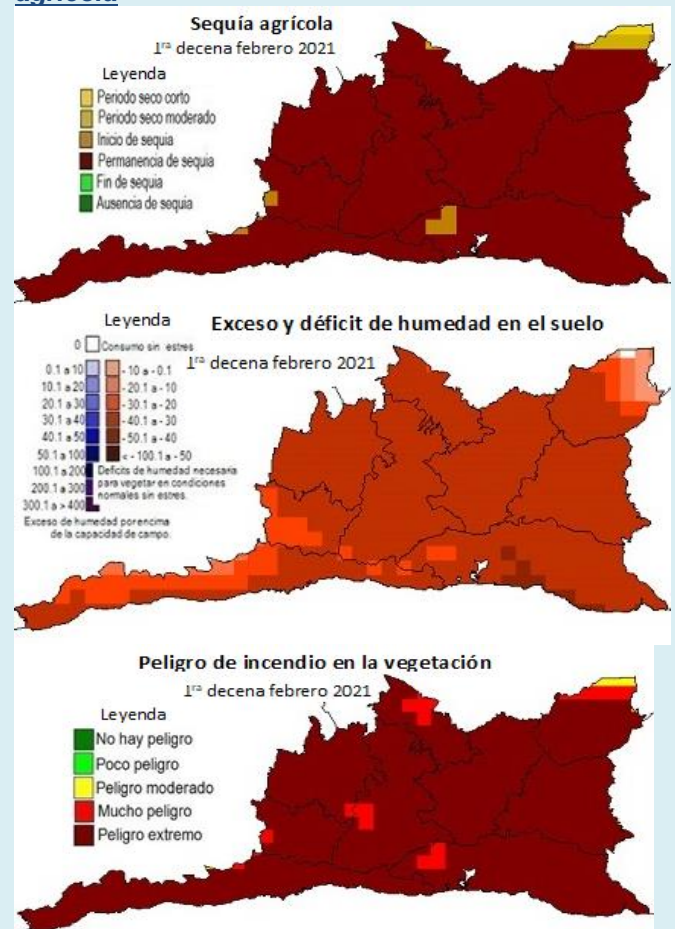 agrícola
Sequía agrícola
1ra decena febrero 2021
Leyenda
Periodo seco corto
Periodo seco moderado
Inicio de sequia
Permanencia de sequia
Fin de sequia
Ausencia de sequia
Leyenda
Exceso y déficit de humedad en el suelo
1ra decena febrero 2021
0 Consumo sin estres
0.1 a 10 - 10 a - 0.1
10.1 a 20 - 20.1 a - 10
20.1 a 30 - 30.1 a - 20
30.1 a 40 - 40.1 a - 30
40.1 a 50 - 50.1 a - 40
50.1 a 100 < - 100.1 a - 50
100.1 a 200 Deficits de humedad necesaria
200.1 a 300 para vegetar en condiciones
300.1 a > 400 normales sin estres.
Exceso de humedad por encima
de la capacidad de campo.
Peligro de incendio en la vegetación
1ra decena febrero 2021
Leyenda
No hay peligro
Poco peligro
Peligro moderado
Mucho peligro
Peligro extremo